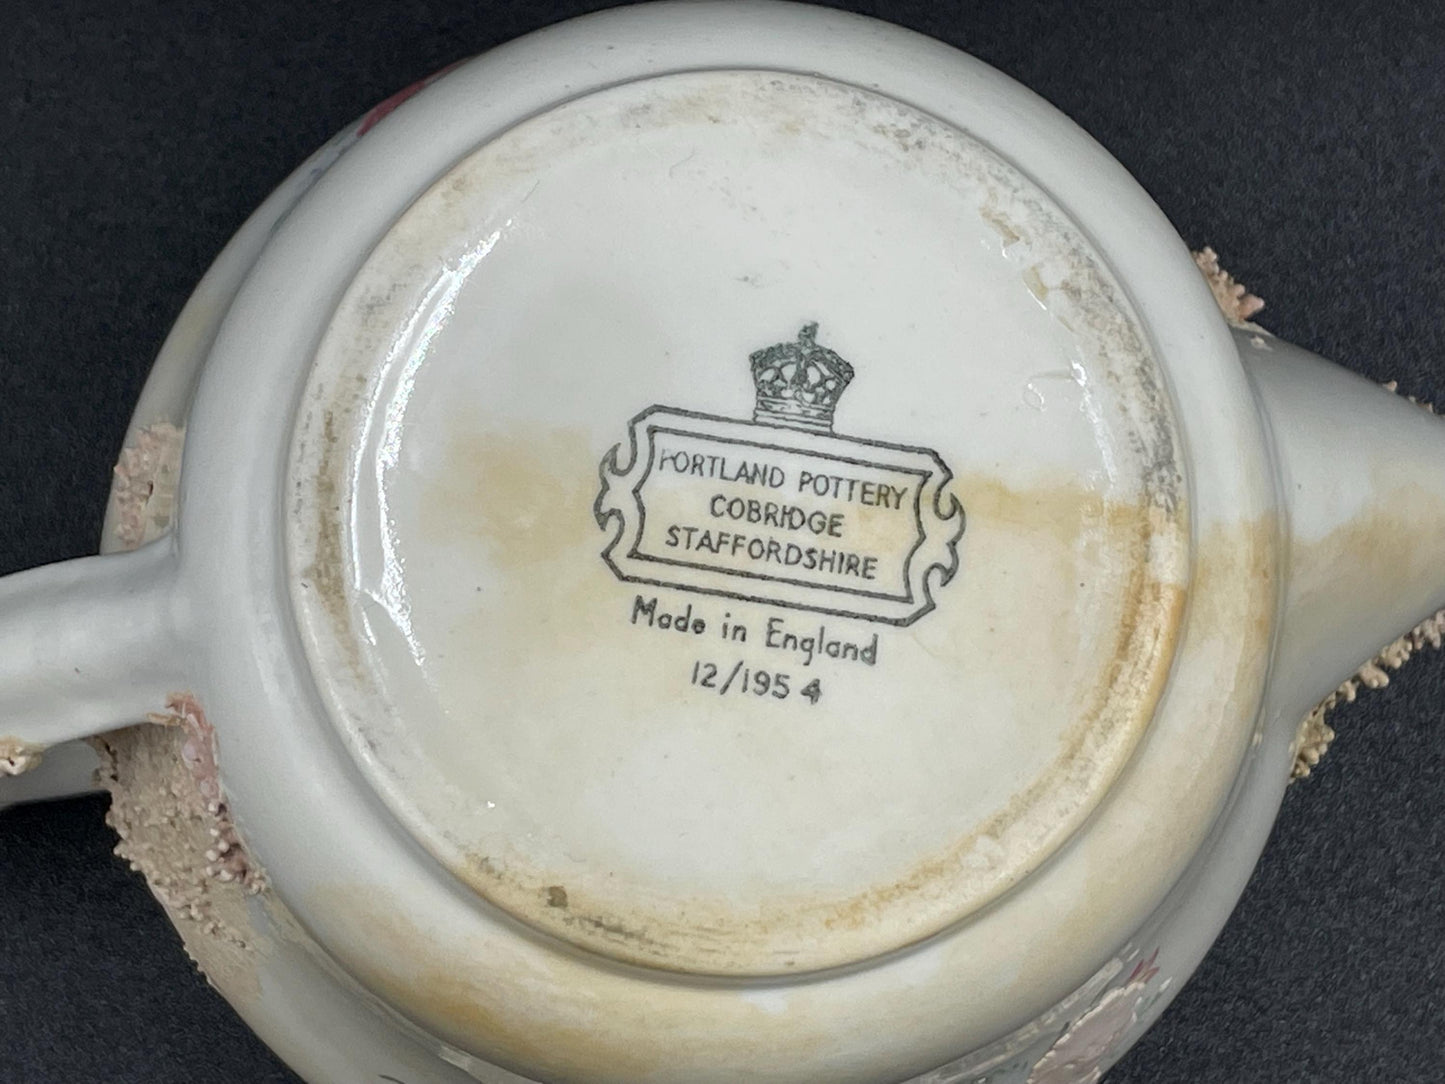 PORTLAND POTTERY
COBRIDGE
STAFFORDSHIRE
Made in England
12/1954